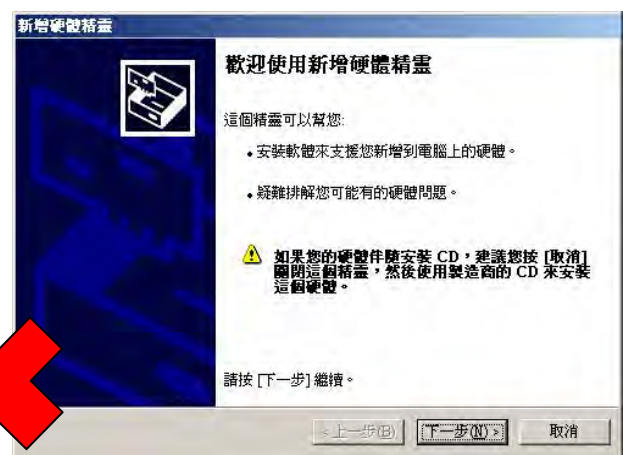 新增硬體精靈
歡迎使用新增硬體精靈
這個精靈可以幫您:
•安裝軟體來支援您新增到電腦上的硬體。
•疑難排解您可能有的硬體問題。
如果您的硬體伴隨安裝 CD，建議您按 [取消]
關閉這個精靈，然後使用製造商的 CD 來安裝
這個硬體。
請按 [下一步] 繼續。
<上一步(B)
下一步(N) >
取消